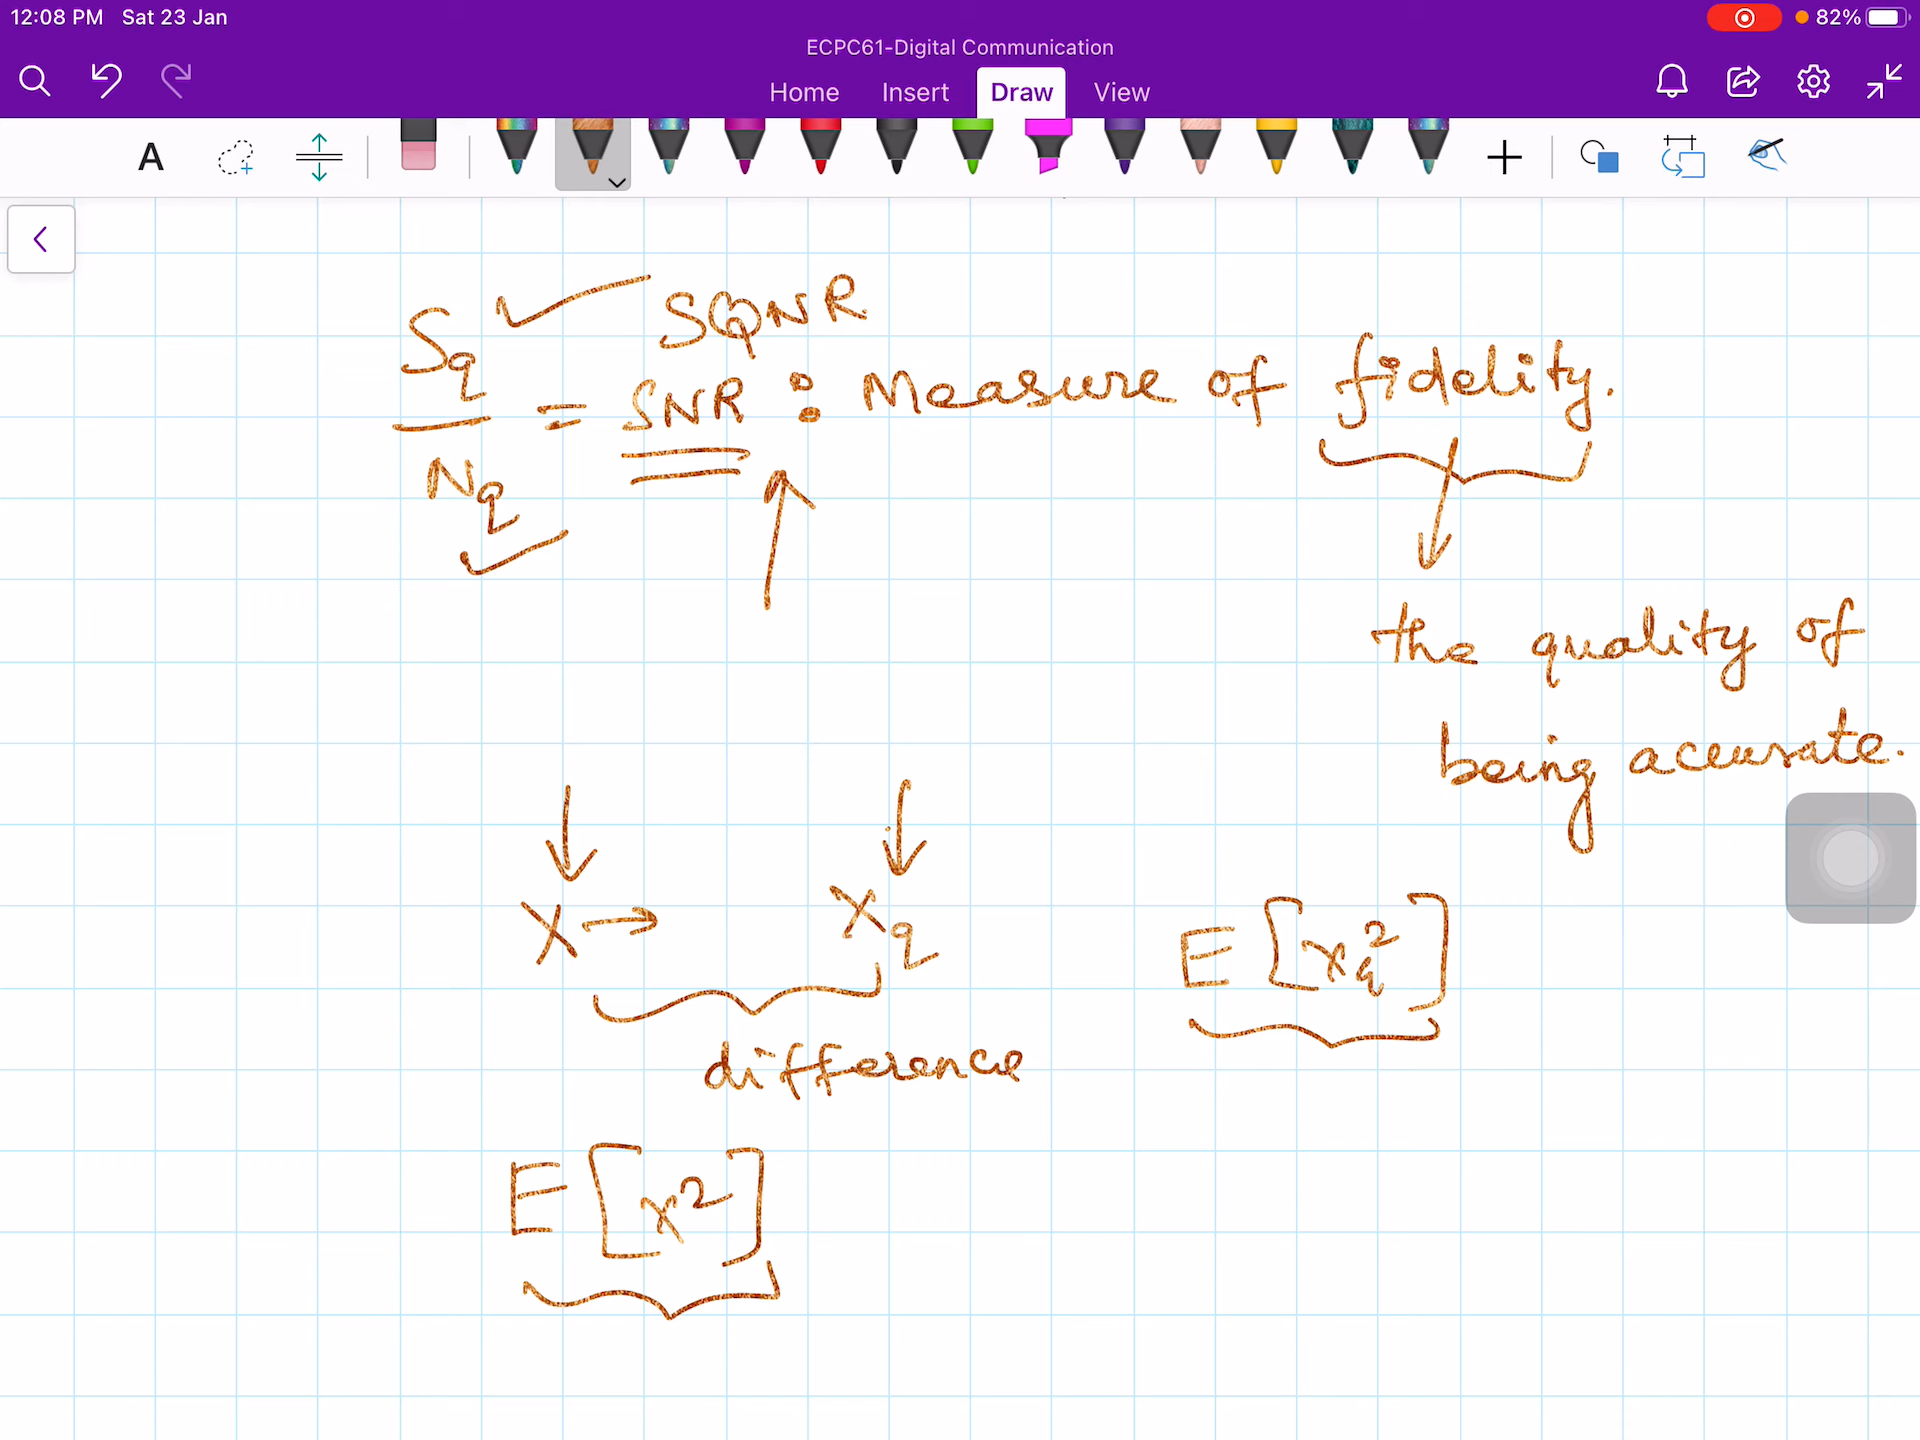 12:08 PM Sat 23 Jan
82%
ECPC61-Digital Communication
Home Insert Draw View
A
Sq SQNR
= SNR : Measure of fidelity.
Nq
the quality of
being accurate.
X → Xq
E[xq²]
difference
E[x²]